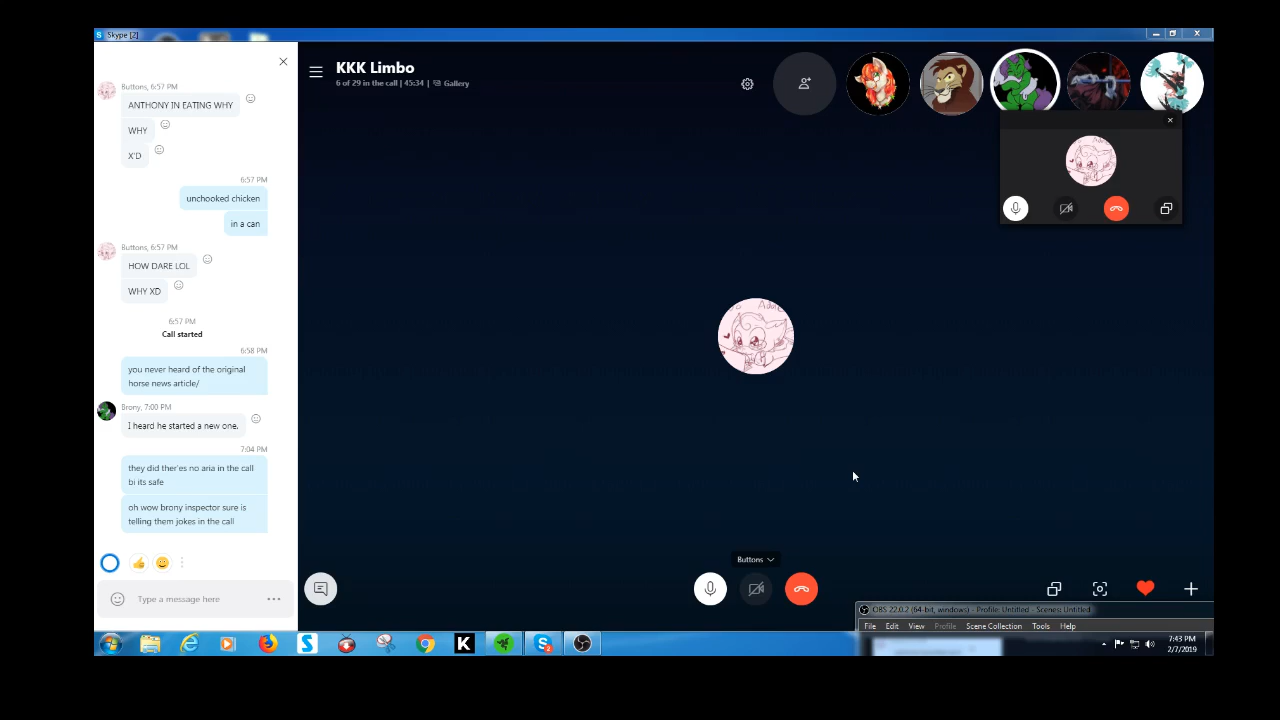 Skype [2]
Buttons, 6:57 PM
ANTHONY IN EATING WHY
WHY
X'D
6:57 PM
unchooked chicken
in a can
Buttons, 6:57 PM
HOW DARE LOL
WHY XD
6:57 PM
Call started
6:58 PM
you never heard of the original
horse news article/
Brony, 7:00 PM
I heard he started a new one.
7:04 PM
they did ther'es no aria in the call
bi its safe
oh wow brony inspector sure is
telling them jokes in the call
Type a message here
KKK Limbo
6 of 29 in the call | 45:34 | Gallery
Buttons
OBS 22.0.2 (64-bit, windows) - Profile: Untitled - Scenes: Untitled
File Edit View Profile Scene Collection Tools Help
7:43 PM
2/7/2019